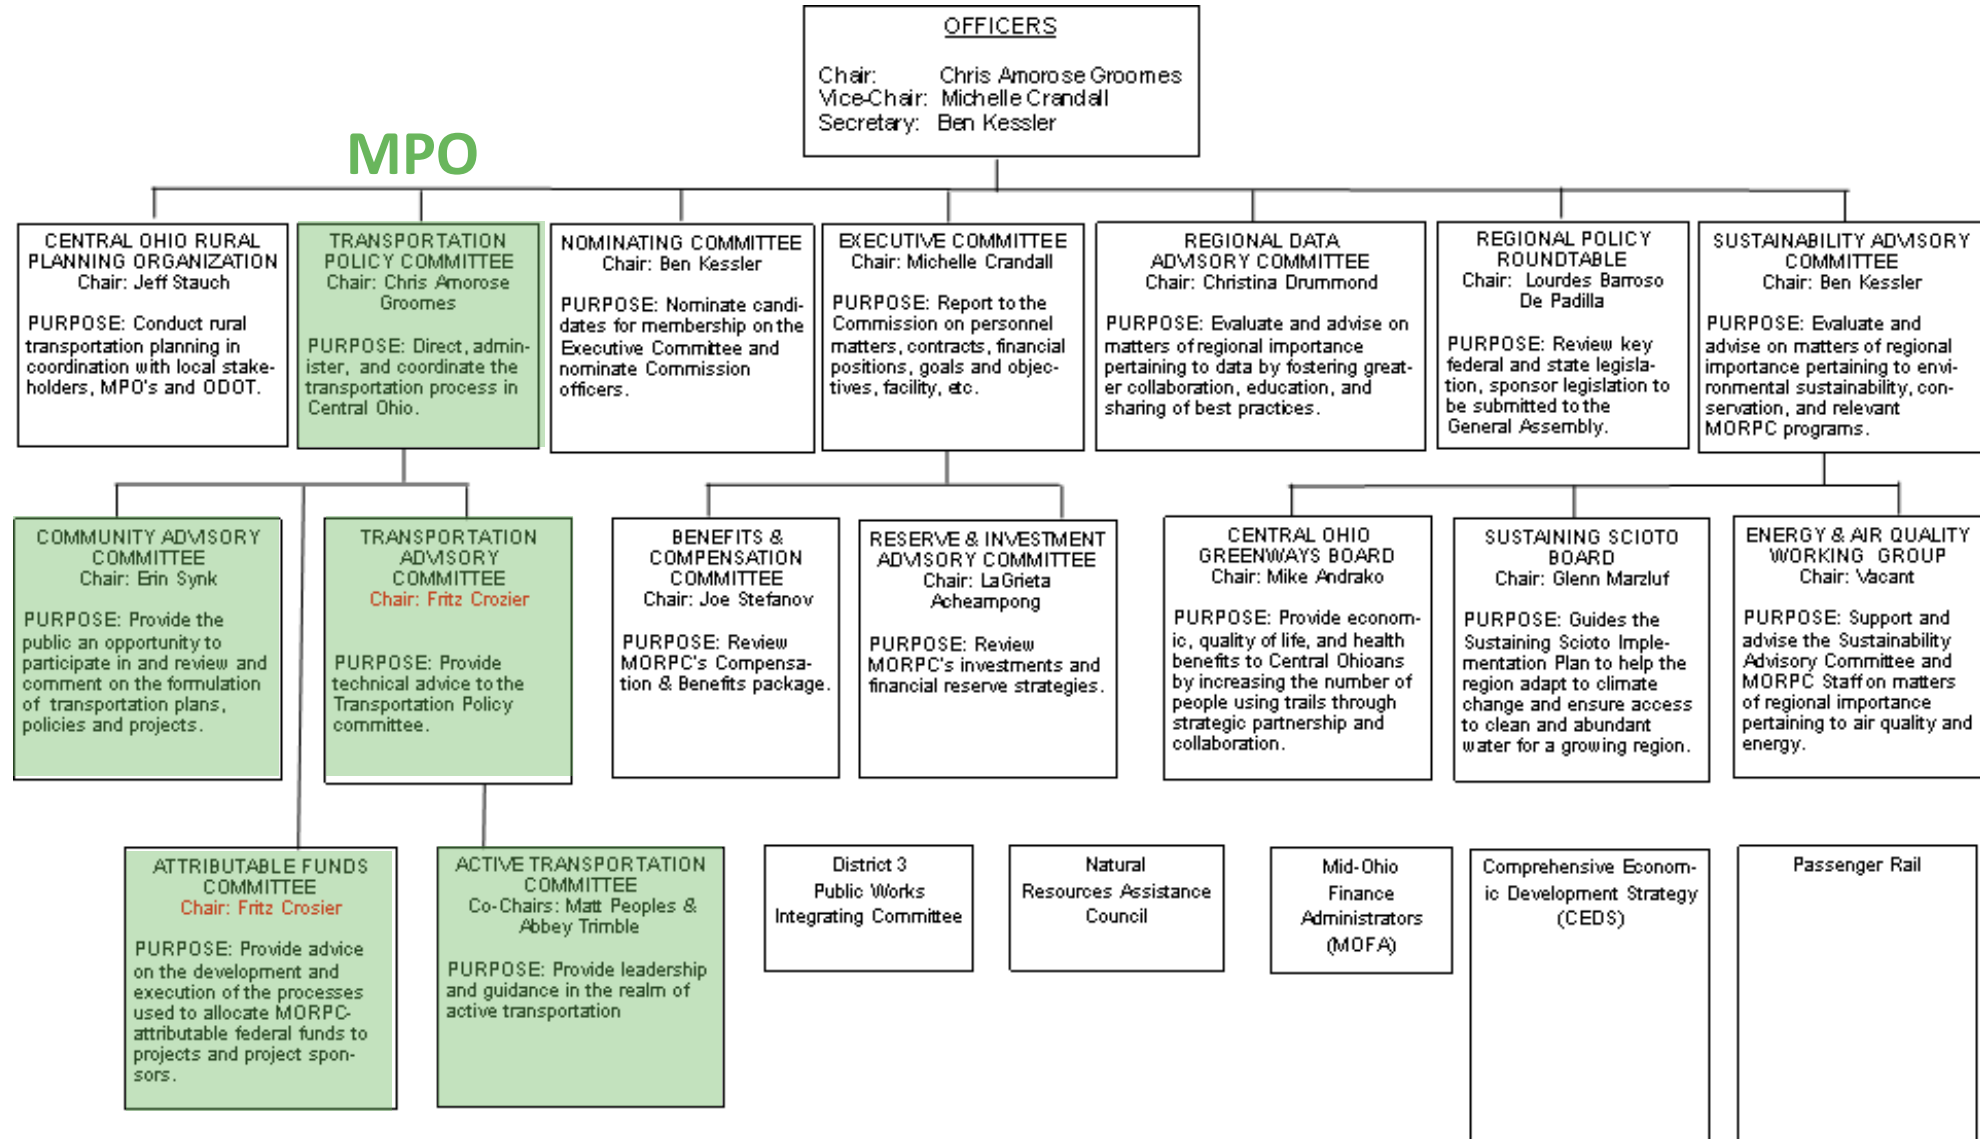 OFFICERS
Chair: Chris Amorose Groomes
Vice-Chair: Michelle Crandall
Secretary: Ben Kessler
MPO
CENTRAL OHIO RURAL
PLANNING ORGANIZATION
Chair: Jeff Stauch
PURPOSE: Conduct rural
transportation planning in
coordination with local stake-
holders, MPO's and ODOT.
TRANSPORTATION
POLICY COMMITTEE
Chair: Chris Amorose
Groomes
PURPOSE: Direct, admin-
ister, and coordinate the
transportation process in
Central Ohio.
NOMINATING COMMITTEE
Chair: Ben Kessler
PURPOSE: Nominate candi-
dates for membership on the
Executive Committee and
nominate Commission
officers.
EXECUTIVE COMMITTEE
Chair: Michelle Crandall
PURPOSE: Report to the
Commission on personnel
matters, contracts, financial
positions, goals and objec-
tives, facility, etc.
REGIONAL DATA
ADVISORY COMMITTEE
Chair: Christina Drummond
PURPOSE: Evaluate and advise on
matters of regional importance
pertaining to data by fostering great-
er collaboration, education, and
sharing of best practices.
REGIONAL POLICY
ROUNDTABLE
Chair: Lourdes Barroso
De Padilla
PURPOSE: Review key
federal and state legisla-
tion, sponsor legislation to
be submitted to the
General Assembly.
SUSTAINABILITY ADVISORY
COMMITTEE
Chair: Ben Kessler
PURPOSE: Evaluate and
advise on matters of regional
importance pertaining to envi-
ronmental sustainability, con-
servation, and relevant
MORPC programs.
COMMUNITY ADVISORY
COMMITTEE
Chair: Erin Synk
PURPOSE: Provide the
public an opportunity to
participate in and review and
comment on the formulation
of transportation plans,
policies and projects.
TRANSPORTATION
ADVISORY
COMMITTEE
Chair: Fritz Crozier
PURPOSE: Provide
technical advice to the
Transportation Policy
committee.
BENEFITS &
COMPENSATION
COMMITTEE
Chair: Joe Stefanov
PURPOSE: Review
MORPC's Compensa-
tion & Benefits package.
RESERVE & INVESTMENT
ADVISORY COMMITTEE
Chair: LaGrieta
Acheampong
PURPOSE: Review
MORPC's investments and
financial reserve strategies.
CENTRAL OHIO
GREENWAYS BOARD
Chair: Mike Andrako
PURPOSE: Provide econom-
ic, quality of life, and health
benefits to Central Ohioans
by increasing the number of
people using trails through
strategic partnership and
collaboration.
SUSTAINING SCIOTO
BOARD
Chair: Glenn Marzluf
PURPOSE: Guides the
Sustaining Scioto Imple-
mentation Plan to help the
region adapt to climate
change and ensure access
to clean and abundant
water for a growing region.
ENERGY & AIR QUALITY
WORKING GROUP
Chair: Vacant
PURPOSE: Support and
advise the Sustainability
Advisory Committee and
MORPC Staff on matters
of regional importance
pertaining to air quality and
energy.
ATTRIBUTABLE FUNDS
COMMITTEE
Chair: Fritz Crosier
PURPOSE: Provide advice
on the development and
execution of the processes
used to allocate MORPC-
attributable federal funds to
projects and project spon-
sors.
ACTIVE TRANSPORTATION
COMMITTEE
Co-Chairs: Matt Peoples &
Abbey Trimble
PURPOSE: Provide leadership
and guidance in the realm of
active transportation
District 3
Public Works
Integrating Committee
Natural
Resources Assistance
Council
Mid-Ohio
Finance
Administrators
(MOFA)
Comprehensive Econom-
ic Development Strategy
(CEDS)
Passenger Rail